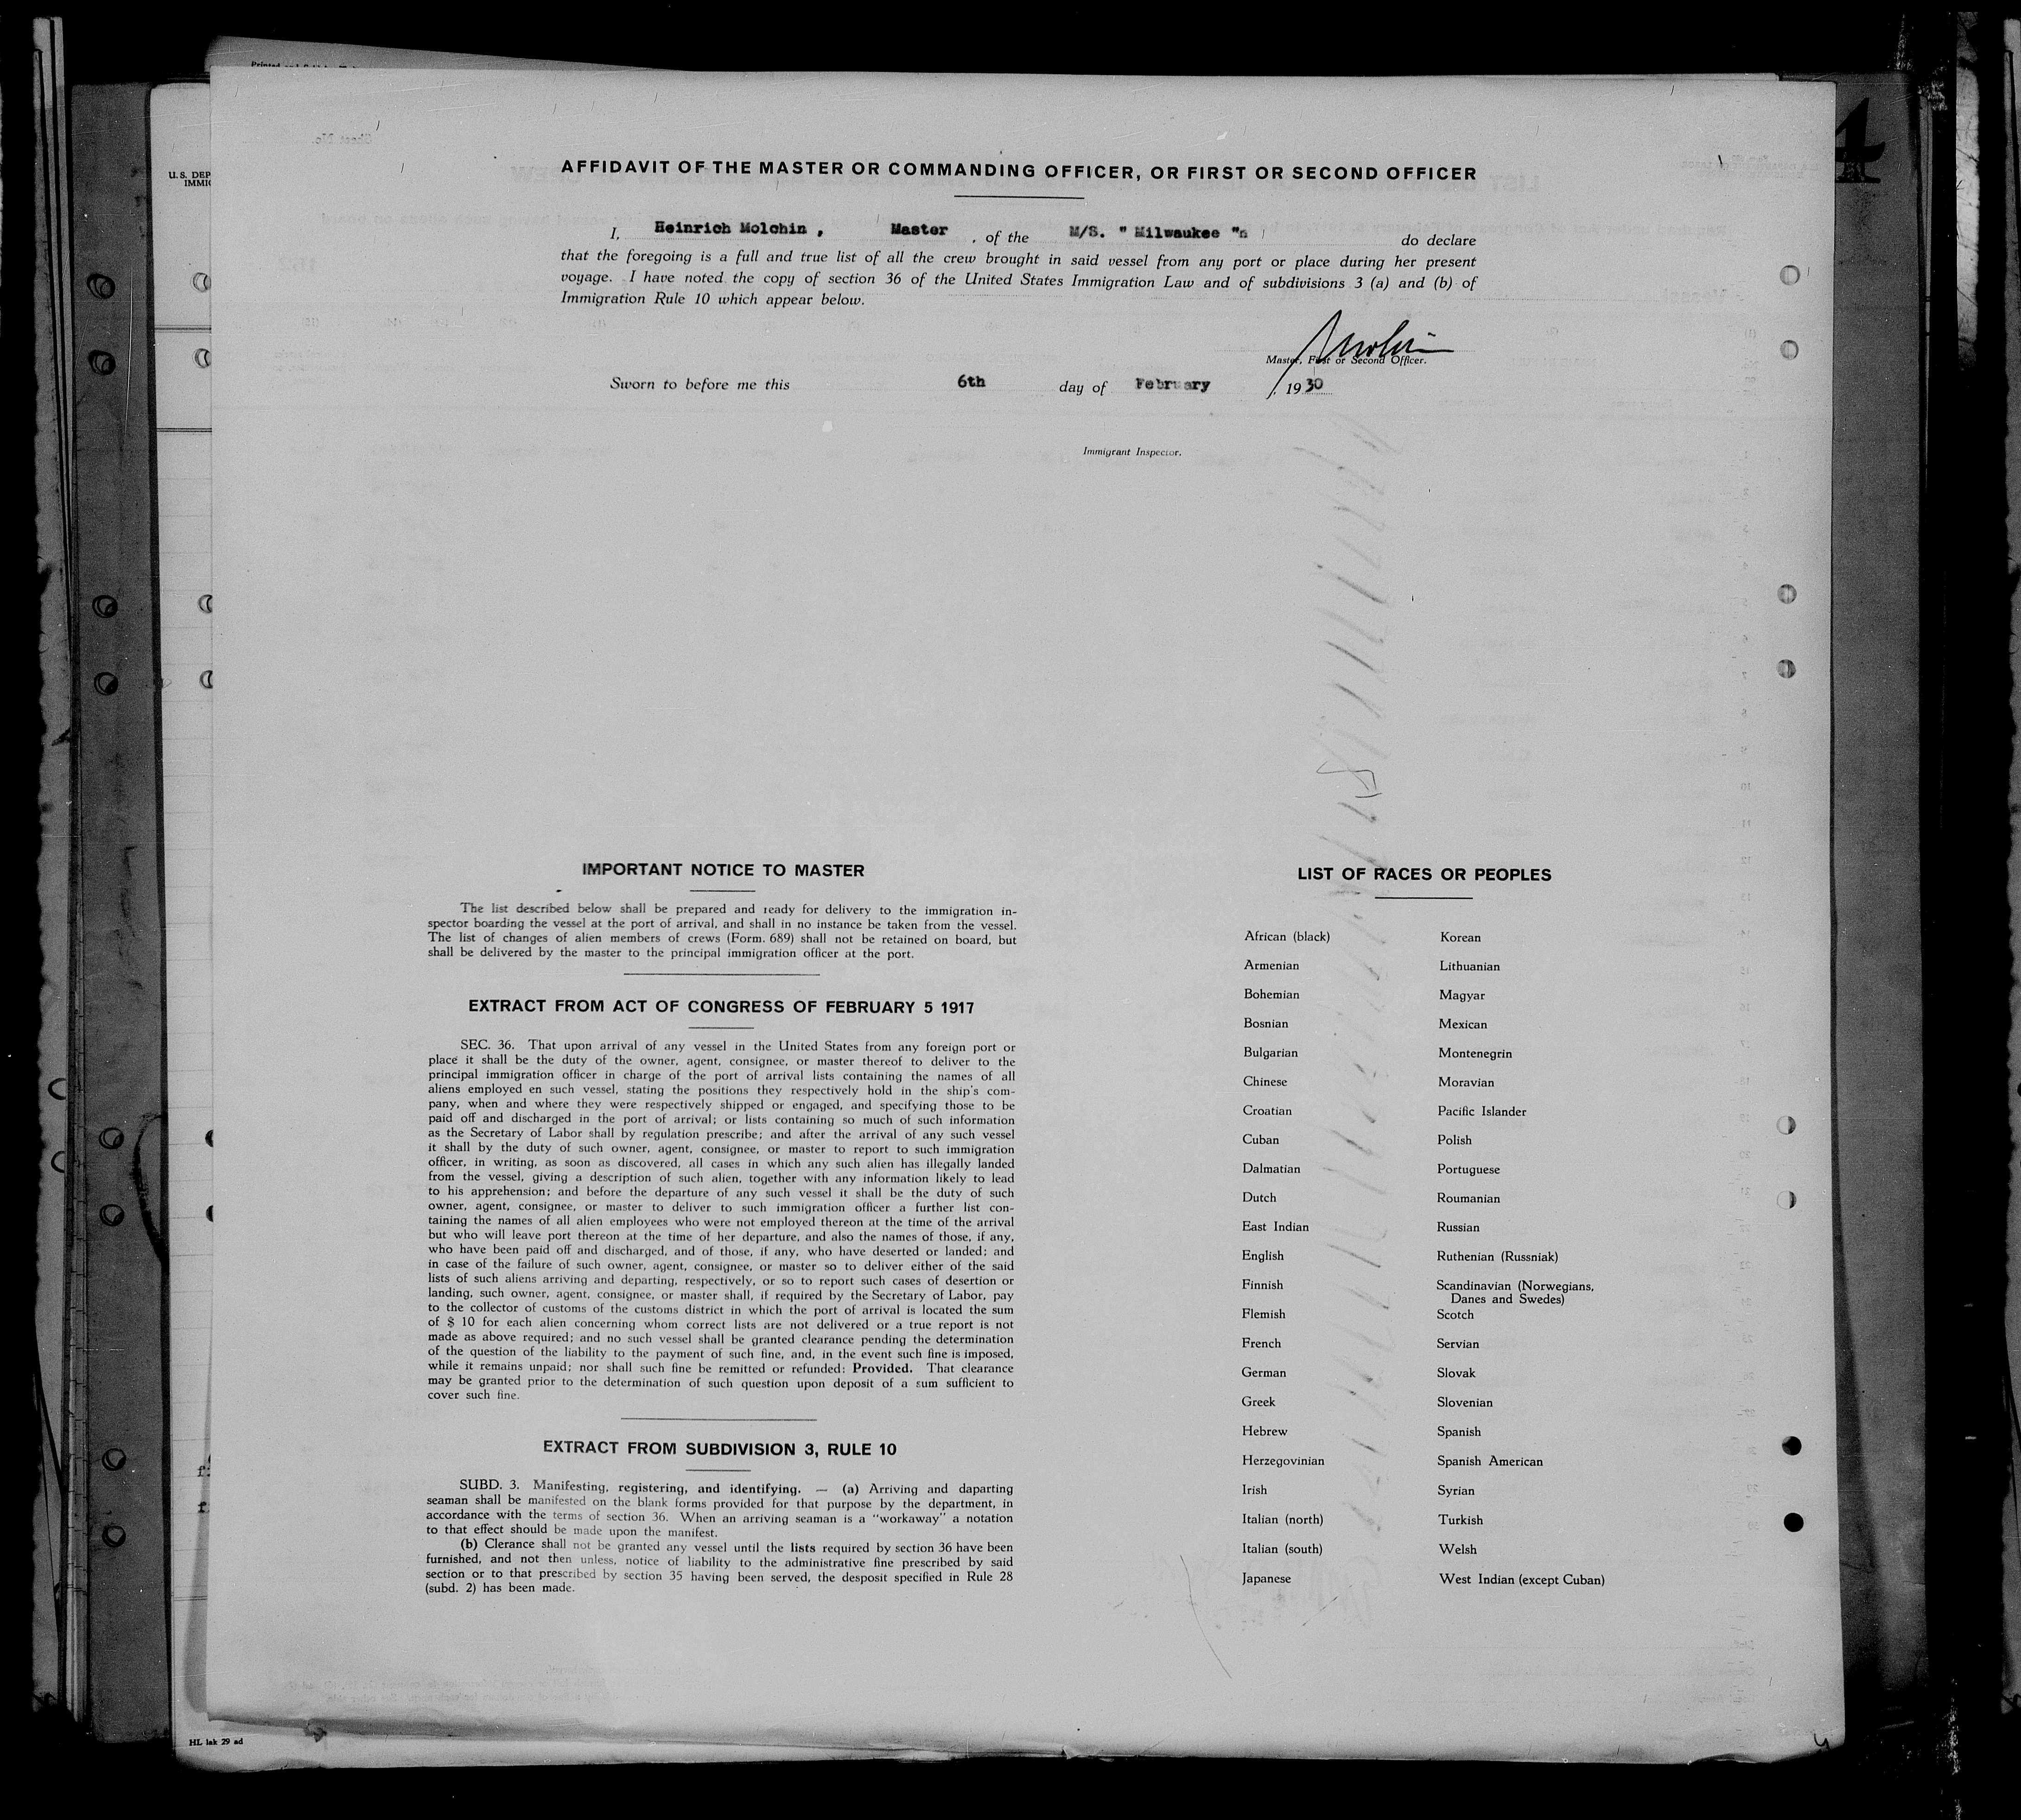 AFFIDAVIT OF THE MASTER OR COMMANDING OFFICER, OR FIRST OR SECOND OFFICER
I, Heinrich Molchin , Master , of the M/S. " Milwaukee "n do declare
that the foregoing is a full and true list of all the crew brought in said vessel from any port or place during her present
voyage. I have noted the copy of section 36 of the United States Immigration Law and of subdivisions 3 (a) and (b) of
Immigration Rule 10 which appear below.
Molchin
Master, First or Second Officer.
Sworn to before me this 6th day of February , 1930
Immigrant Inspector.
IMPORTANT NOTICE TO MASTER
The list described below shall be prepared and ready for delivery to the immigration in-
spector boarding the vessel at the port of arrival, and shall in no instance be taken from the vessel.
The list of changes of alien members of crews (Form. 689) shall not be retained on board, but
shall be delivered by the master to the principal immigration officer at the port.
EXTRACT FROM ACT OF CONGRESS OF FEBRUARY 5 1917
SEC. 36. That upon arrival of any vessel in the United States from any foreign port or
place it shall be the duty of the owner, agent, consignee, or master thereof to deliver to the
principal immigration officer in charge of the port of arrival lists containing the names of all
aliens employed en such vessel, stating the positions they respectively hold in the ship's com-
pany, when and where they were respectively shipped or engaged, and specifying those to be
paid off and discharged in the port of arrival; or lists containing so much of such information
as the Secretary of Labor shall by regulation prescribe; and after the arrival of any such vessel
it shall by the duty of such owner, agent, consignee, or master to report to such immigration
officer, in writing, as soon as discovered, all cases in which any such alien has illegally landed
from the vessel, giving a description of such alien, together with any information likely to lead
to his apprehension; and before the departure of any such vessel it shall be the duty of such
owner, agent, consignee, or master to deliver to such immigration officer a further list con-
taining the names of all alien employees who were not employed thereon at the time of the arrival
but who will leave port thereon at the time of her departure, and also the names of those, if any,
who have been paid off and discharged, and of those, if any, who have deserted or landed; and
in case of the failure of such owner, agent, consignee, or master so to deliver either of the said
lists of such aliens arriving and departing, respectively, or so to report such cases of desertion or
landing, such owner, agent, consignee, or master shall, if required by the Secretary of Labor, pay
to the collector of customs of the customs district in which the port of arrival is located the sum
of $ 10 for each alien concerning whom correct lists are not delivered or a true report is not
made as above required; and no such vessel shall be granted clearance pending the determination
of the question of the liability to the payment of such fine, and, in the event such fine is imposed,
while it remains unpaid; nor shall such fine be remitted or refunded: Provided. That clearance
may be granted prior to the determination of such question upon deposit of a sum sufficient to
cover such fine.
EXTRACT FROM SUBDIVISION 3, RULE 10
SUBD. 3. Manifesting, registering, and identifying. — (a) Arriving and daparting
seaman shall be manifested on the blank forms provided for that purpose by the department, in
accordance with the terms of section 36. When an arriving seaman is a "workaway" a notation
to that effect should be made upon the manifest.
(b) Clerance shall not be granted any vessel until the lists required by section 36 have been
furnished, and not then unless, notice of liability to the administrative fine prescribed by said
section or to that prescribed by section 35 having been served, the desposit specified in Rule 28
(subd. 2) has been made.
LIST OF RACES OR PEOPLES
African (black)
Armenian
Bohemian
Bosnian
Bulgarian
Chinese
Croatian
Cuban
Dalmatian
Dutch
East Indian
English
Finnish
Flemish
French
German
Greek
Hebrew
Herzegovinian
Irish
Italian (north)
Italian (south)
Japanese
Korean
Lithuanian
Magyar
Mexican
Montenegrin
Moravian
Pacific Islander
Polish
Portuguese
Roumanian
Russian
Ruthenian (Russniak)
Scandinavian (Norwegians,
Danes and Swedes)
Scotch
Servian
Slovak
Slovenian
Spanish
Spanish American
Syrian
Turkish
Welsh
West Indian (except Cuban)
U. S. DEP
IMMIG
4
HL lak 29 ad